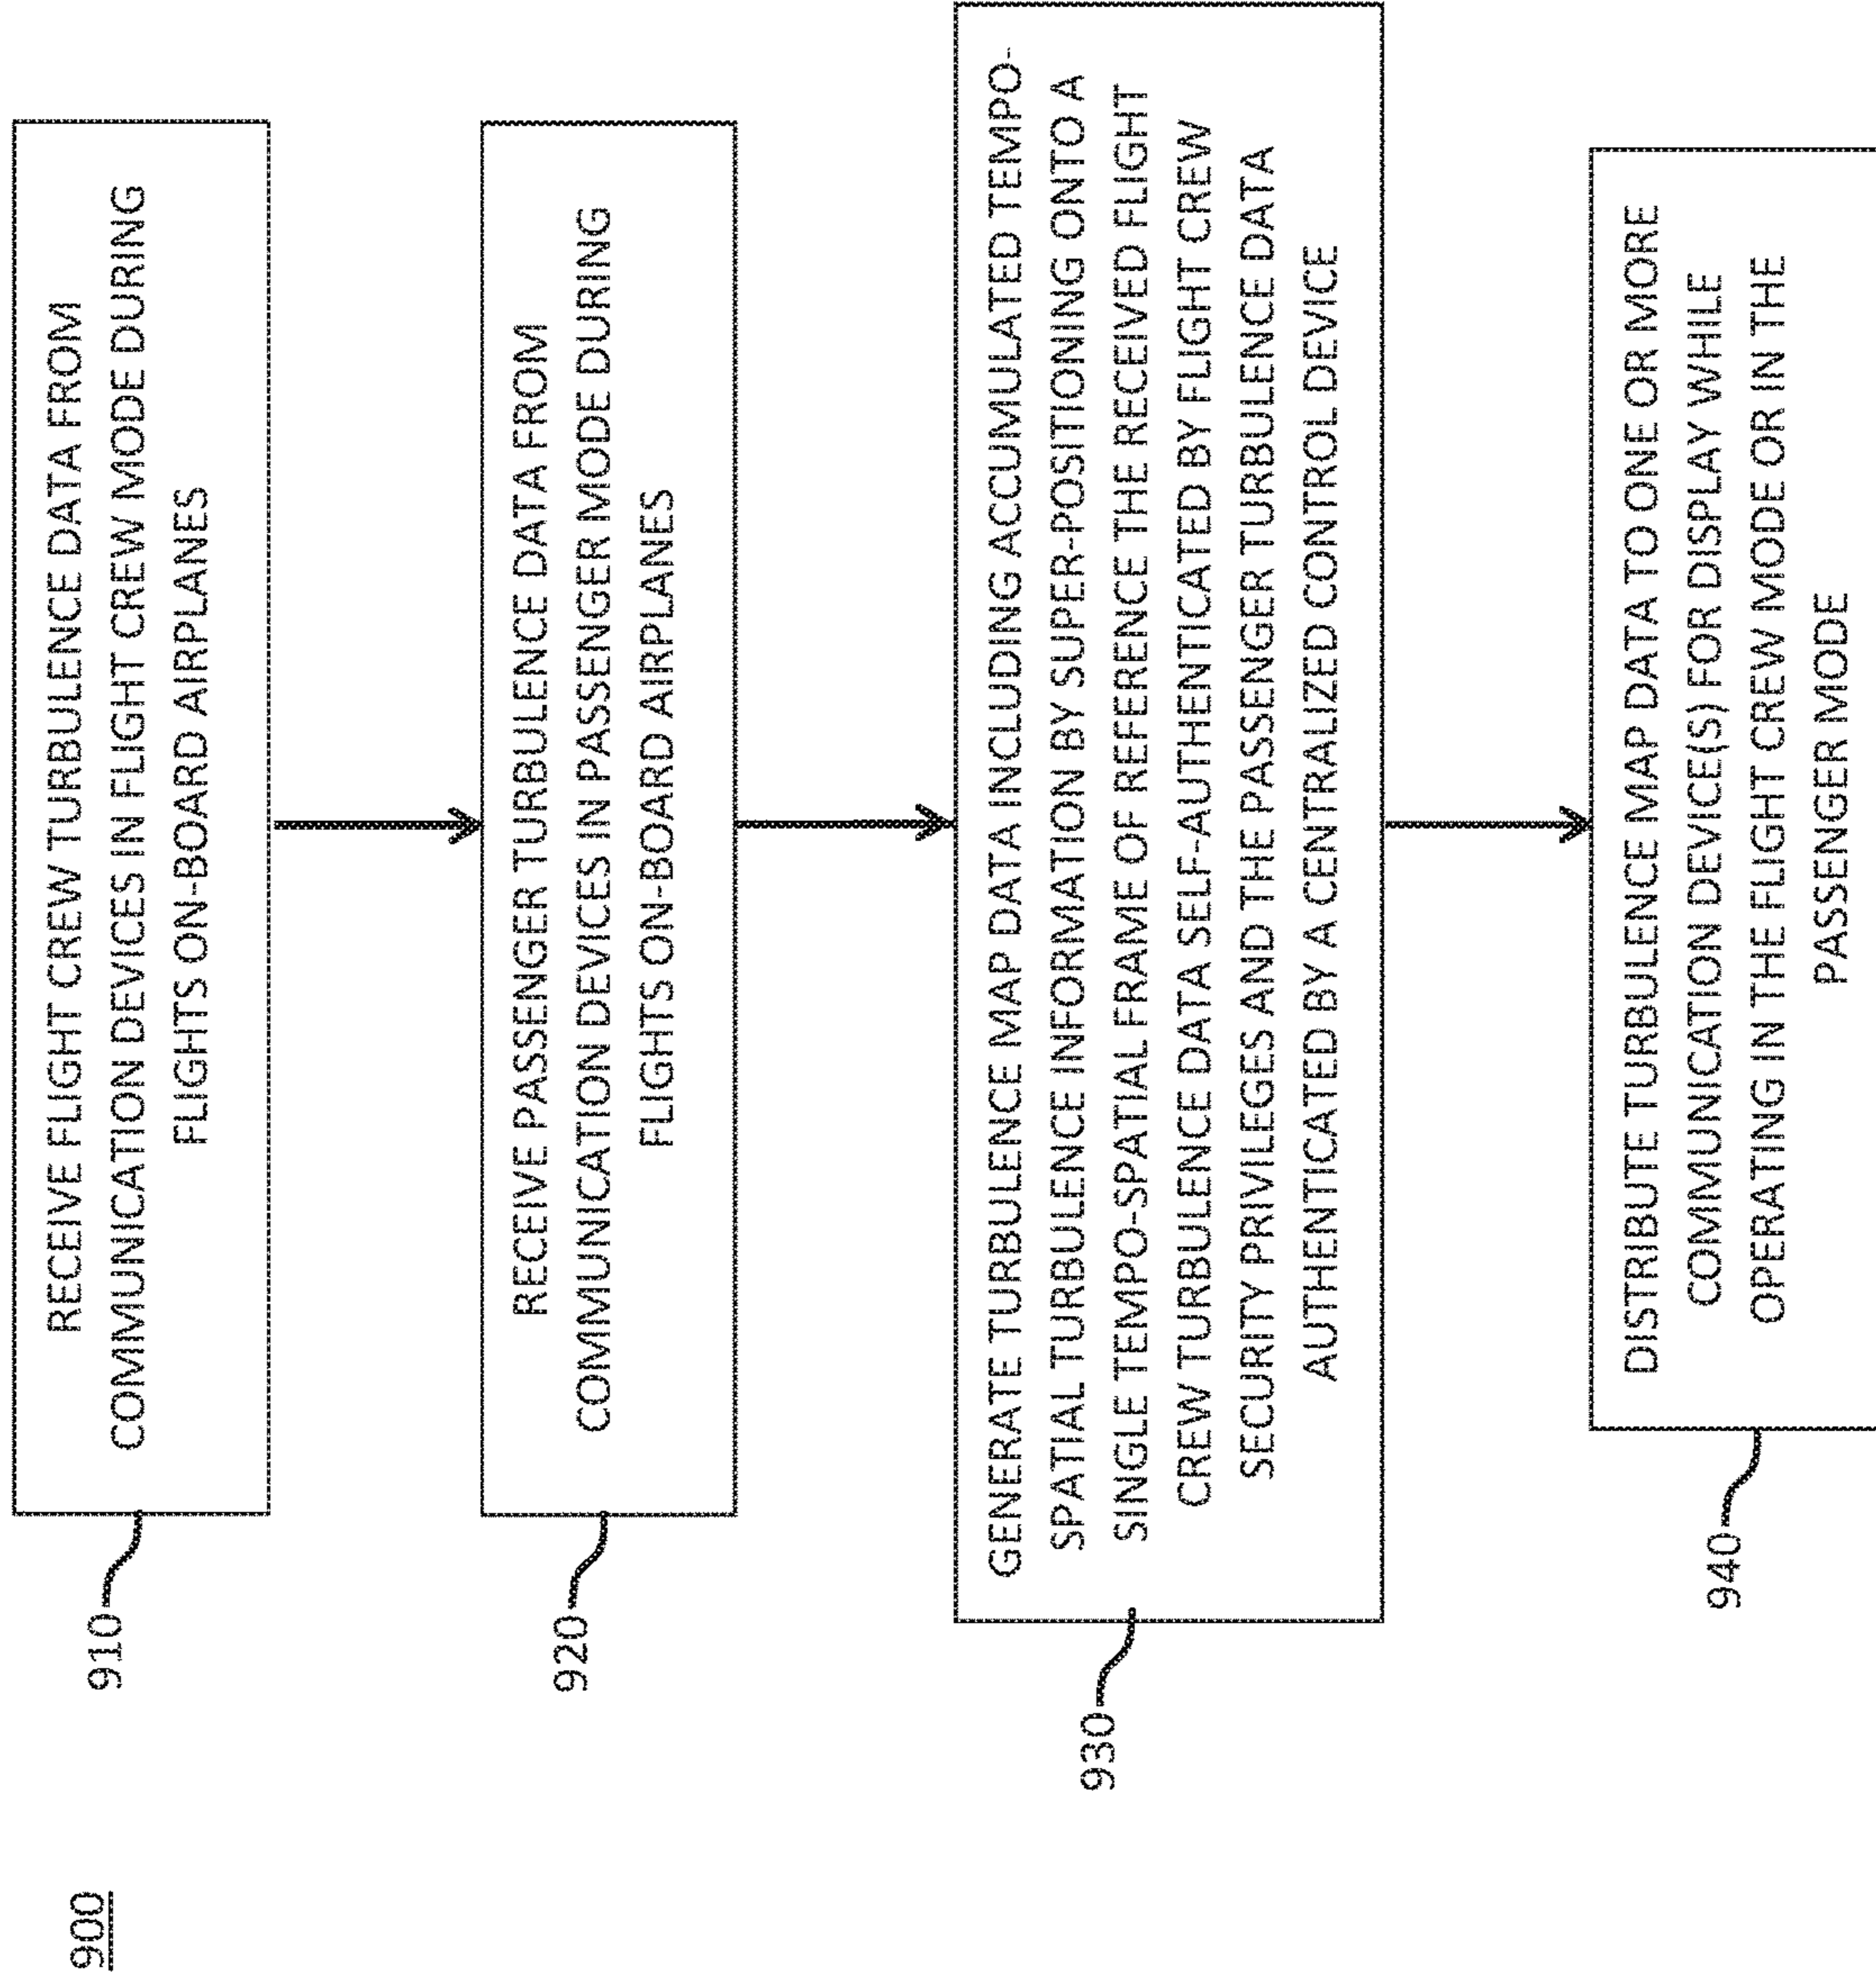 900
910
RECEIVE FLIGHT CREW TURBULENCE DATA FROM
COMMUNICATION DEVICES IN FLIGHT CREW MODE DURING
FLIGHTS ON-BOARD AIRPLANES
920
RECEIVE PASSENGER TURBULENCE DATA FROM
COMMUNICATION DEVICES IN PASSENGER MODE DURING
FLIGHTS ON-BOARD AIRPLANES
930
GENERATE TURBULENCE MAP DATA INCLUDING ACCUMULATED TEMPO-
SPATIAL TURBULENCE INFORMATION BY SUPER-POSITIONING ONTO A
SINGLE TEMPO-SPATIAL FRAME OF REFERENCE THE RECEIVED FLIGHT
CREW TURBULENCE DATA SELF-AUTHENTICATED BY FLIGHT CREW
SECURITY PRIVILEGES AND THE PASSENGER TURBULENCE DATA
AUTHENTICATED BY A CENTRALIZED CONTROL DEVICE
940
DISTRIBUTE TURBULENCE MAP DATA TO ONE OR MORE
COMMUNICATION DEVICE(S) FOR DISPLAY WHILE
OPERATING IN THE FLIGHT CREW MODE OR IN THE
PASSENGER MODE